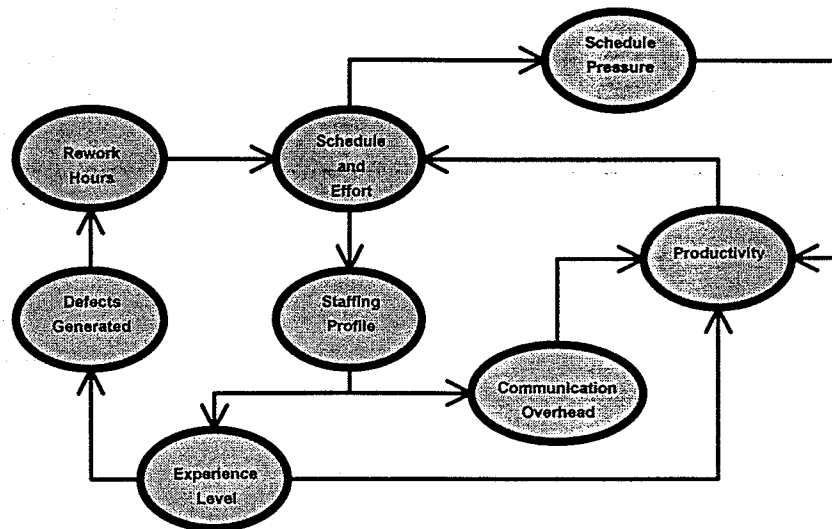 Schedule
Pressure
Rework
Hours
Schedule
and
Effort
Productivity
Defects
Generated
Staffing
Profile
Communication
Overhead
Experience
Level